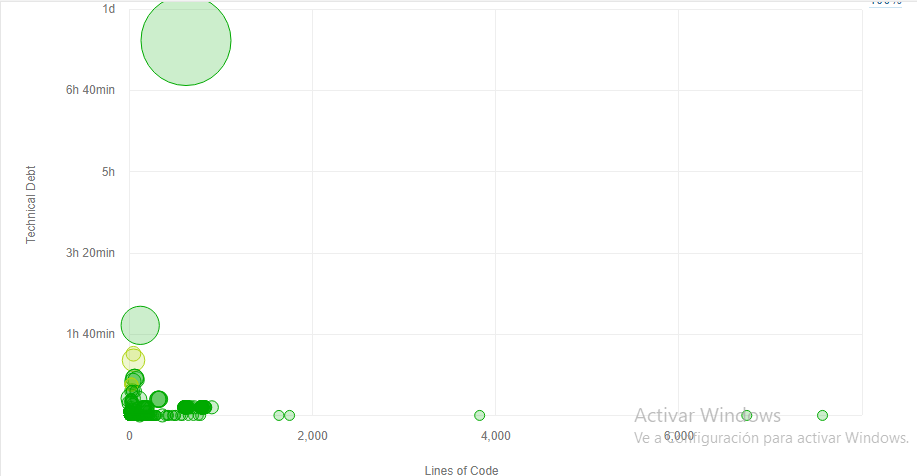 1d
6h 40min
5h
3h 20min
1h 40min
Technical Debt
0
2,000
4,000
6,000
Lines of Code
Activar Windows
Ve a Configuración para activar Windows.